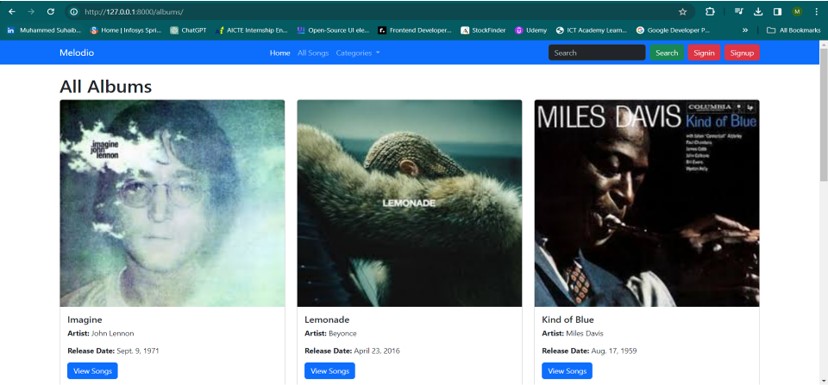 http://127.0.0.1:8000/albums/
Muhammed Suhaib... Home | Infosys Spri... ChatGPT AICTE Internship En... Open-Source UI ele... Frontend Developer... StockFinder Udemy ICT Academy Learn... Google Developer P... » All Bookmarks
Melodio Home All Songs Categories Search Search Signin Signup
All Albums
imagine
john
lennon
LEMONADE
COLUMBIA
MILES DAVIS Kind of Blue
Imagine
Artist: John Lennon
Release Date: Sept. 9, 1971
View Songs
Lemonade
Artist: Beyonce
Release Date: April 23, 2016
View Songs
Kind of Blue
Artist: Miles Davis
Release Date: Aug. 17, 1959
View Songs